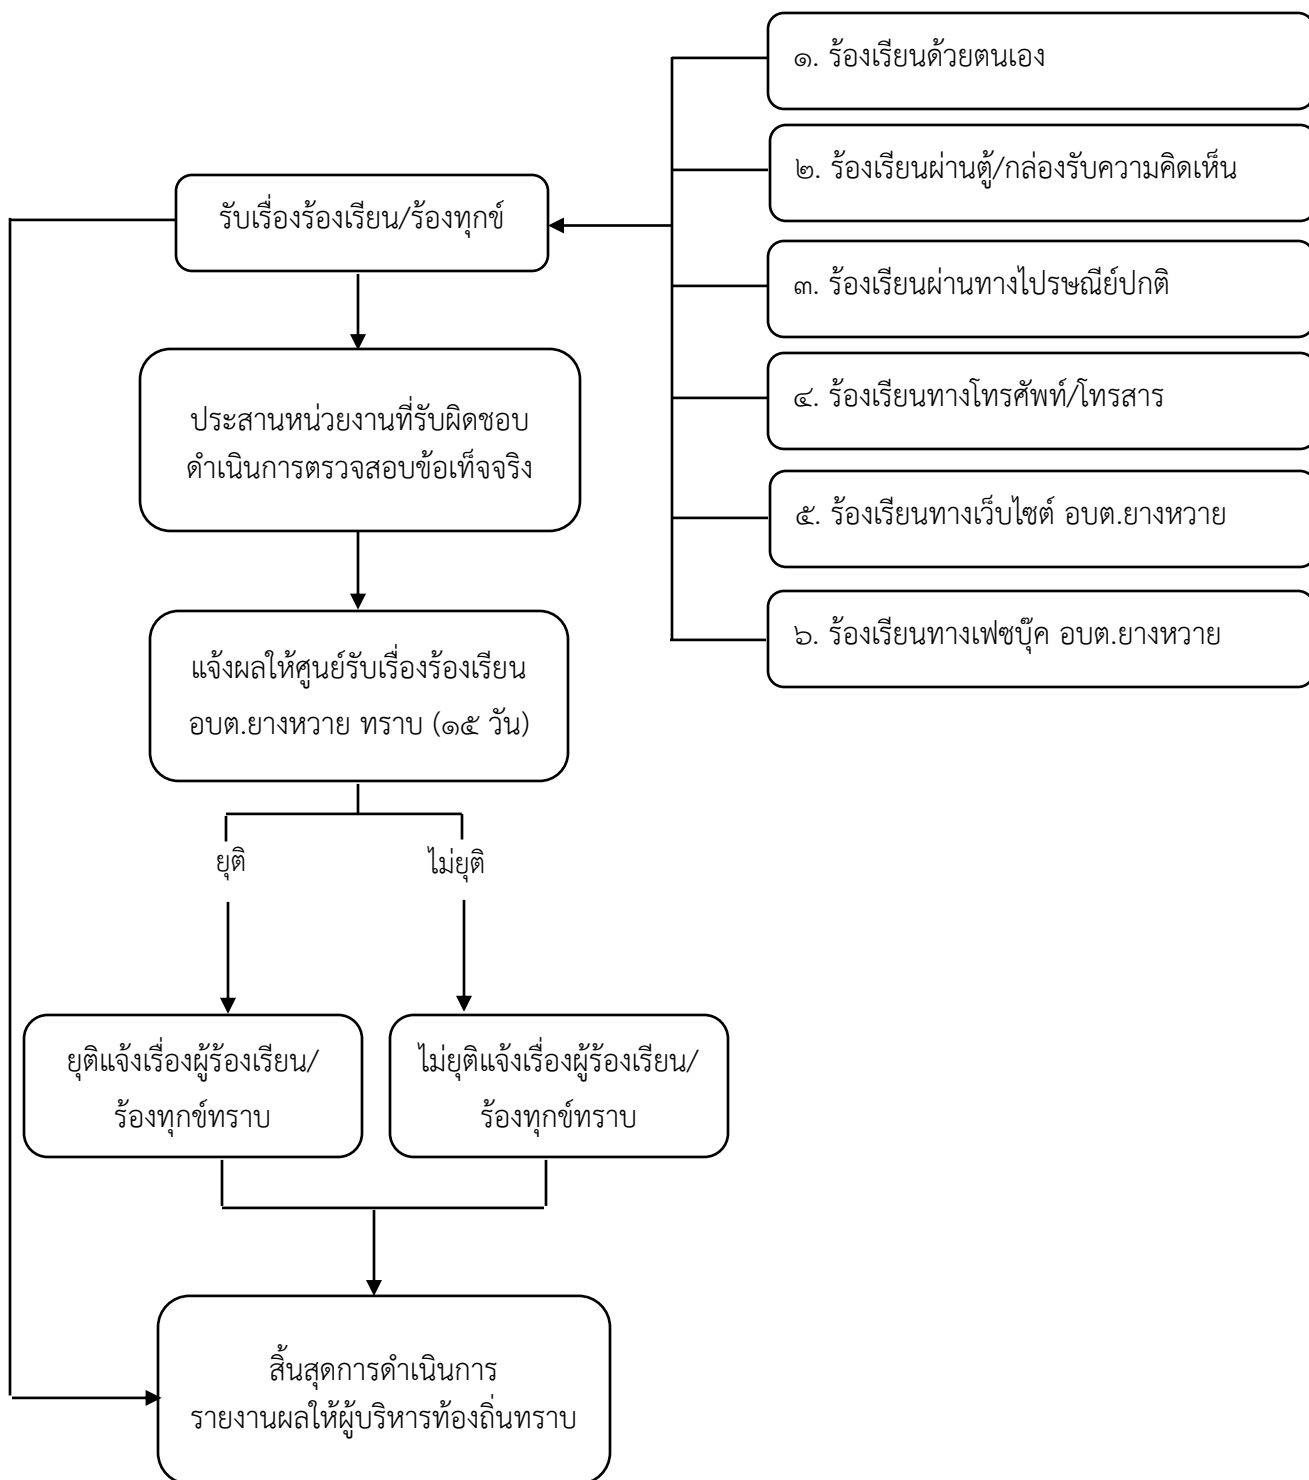 ๑. ร้องเรียนด้วยตนเอง
๒. ร้องเรียนผ่านตู้/กล่องรับความคิดเห็น
๓. ร้องเรียนผ่านทางไปรษณีย์ปกติ
๔. ร้องเรียนทางโทรศัพท์/โทรสาร
๕. ร้องเรียนทางเว็บไซต์ อบต.ยางหวาย
๖. ร้องเรียนทางเฟซบุ๊ค อบต.ยางหวาย
รับเรื่องร้องเรียน/ร้องทุกข์
ประสานหน่วยงานที่รับผิดชอบ
ดำเนินการตรวจสอบข้อเท็จจริง
แจ้งผลให้ศูนย์รับเรื่องร้องเรียน
อบต.ยางหวาย ทราบ (๑๕ วัน)
ยุติ
ไม่ยุติ
ยุติแจ้งเรื่องผู้ร้องเรียน/
ร้องทุกข์ทราบ
ไม่ยุติแจ้งเรื่องผู้ร้องเรียน/
ร้องทุกข์ทราบ
สิ้นสุดการดำเนินการ
รายงานผลให้ผู้บริหารท้องถิ่นทราบ